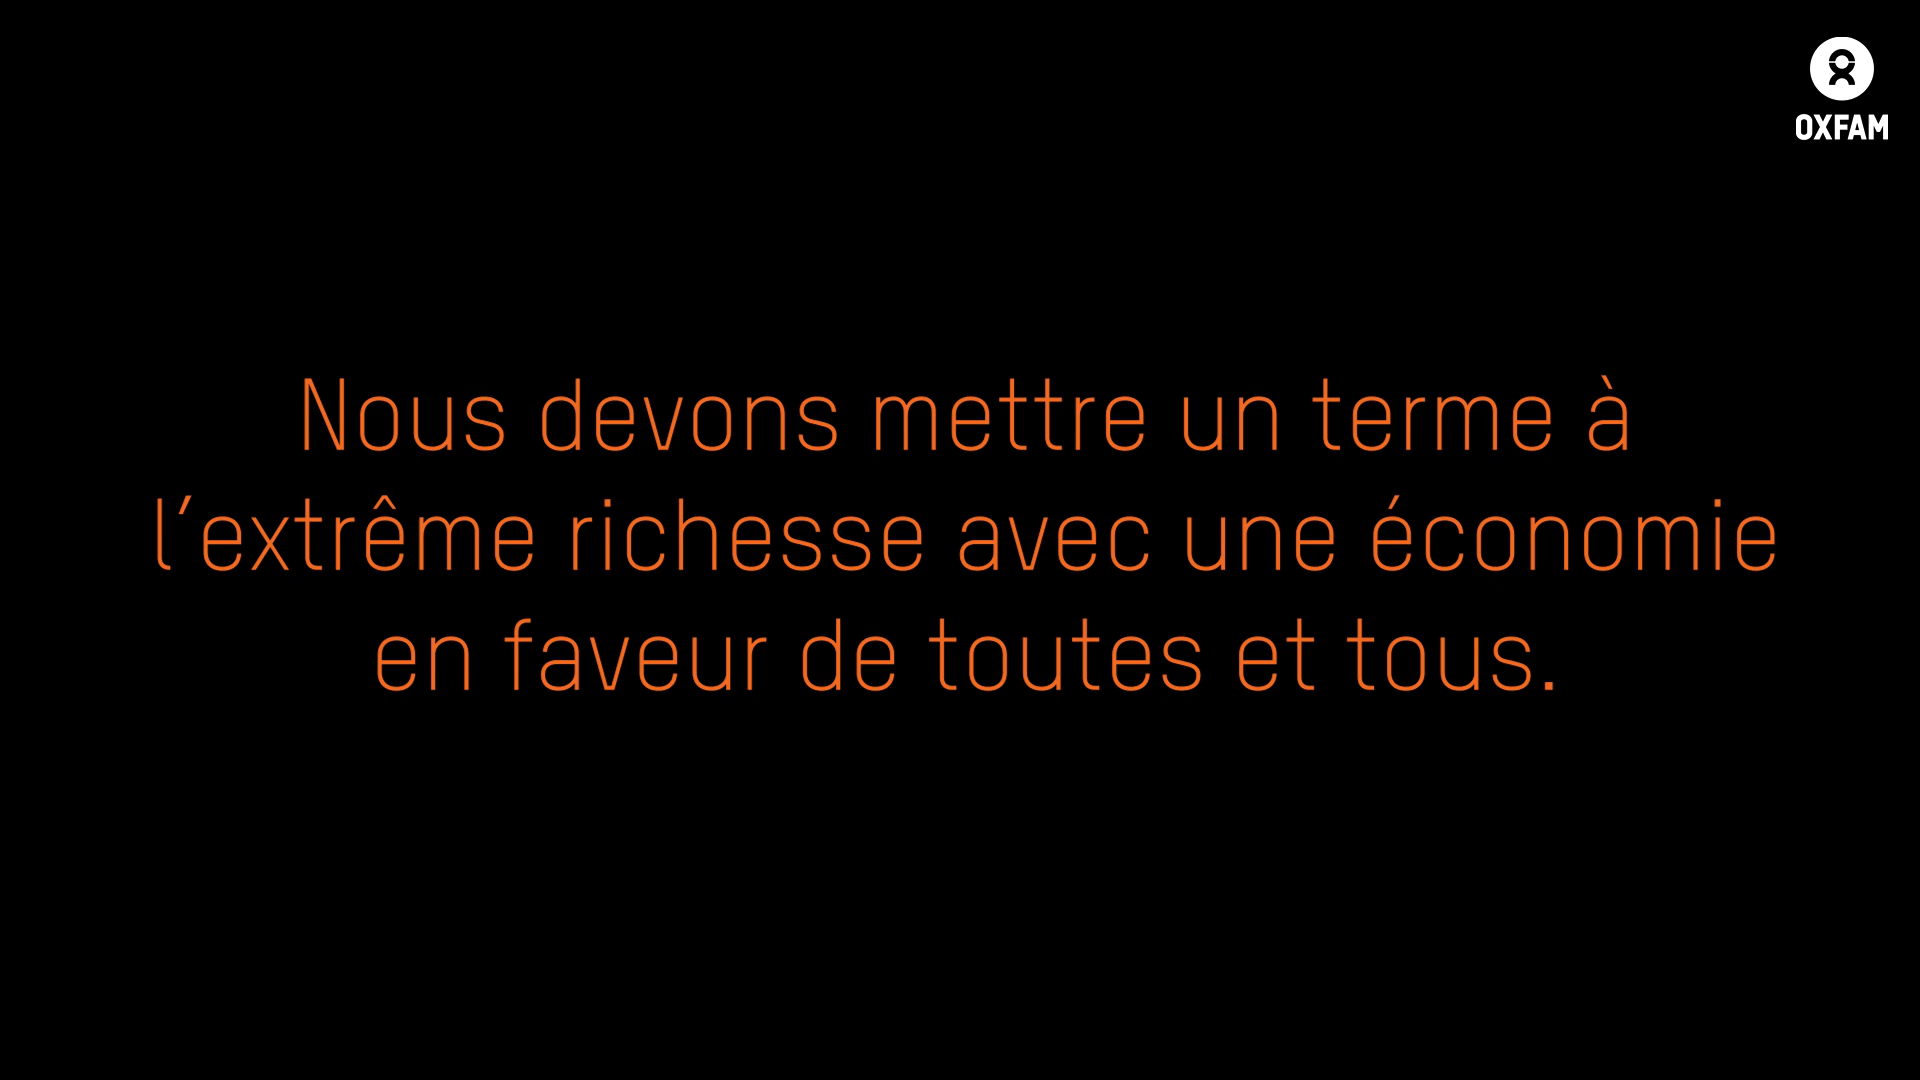 OXFAM
Nous devons mettre un terme à
l’extrême richesse avec une économie
en faveur de toutes et tous.